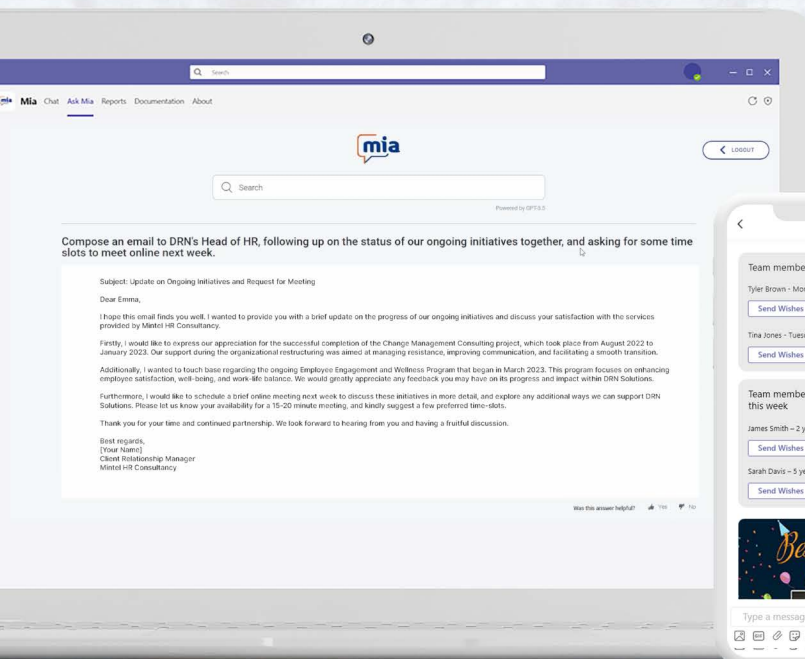 Search
mia Mia Chat Ask Mia Reports Documentation About
mia
LOGOUT
Search
Powered by GPT-3.5
Compose an email to DRN's Head of HR, following up on the status of our ongoing initiatives together, and asking for some time
slots to meet online next week.
Subject: Update on Ongoing Initiatives and Request for Meeting
Dear Emma,
I hope this email finds you well. I wanted to provide you with a brief update on the progress of our ongoing initiatives and discuss your satisfaction with the services
provided by Mintel HR Consultancy.
Firstly, I would like to express our appreciation for the successful completion of the Change Management Consulting project, which took place from August 2022 to
January 2023. Our support during the organizational restructuring was aimed at managing resistance, improving communication, and facilitating a smooth transition.
Additionally, I wanted to touch base regarding the ongoing Employee Engagement and Wellness Program that began in March 2023. This program focuses on enhancing
employee satisfaction, well-being, and work-life balance. We would greatly appreciate any feedback you may have on its progress and impact within DRN Solutions.
Furthermore, I would like to schedule a brief online meeting next week to discuss these initiatives in more detail, and explore any additional ways we can support DRN
Solutions. Please let us know your availability for a 15-20 minute meeting, and kindly suggest a few preferred time-slots.
Thank you for your time and continued partnership. We look forward to hearing from you and having a fruitful discussion.
Best regards,
[Your Name]
Client Relationship Manager
Mintel HR Consultancy
Was this answer helpful? Yes No
Team membe
Tyler Brown - Mon
Send Wishes
Tina Jones - Tues
Send Wishes
Team membe
this week
James Smith – 2 y
Send Wishes
Sarah Davis – 5 ye
Send Wishes
Be
Type a messag
GIF